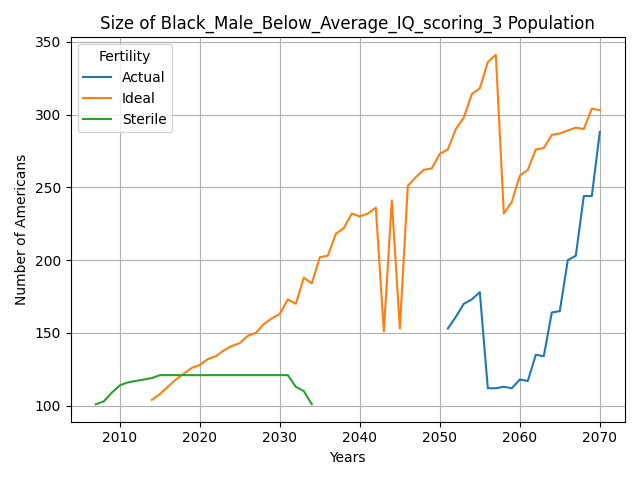 Size of Black_Male_Below_Average_IQ_scoring_3 Population
Fertility
Actual
Ideal
Sterile
Number of Americans
350
300
250
200
150
100
2010 2020 2030 2040 2050 2060 2070
Years